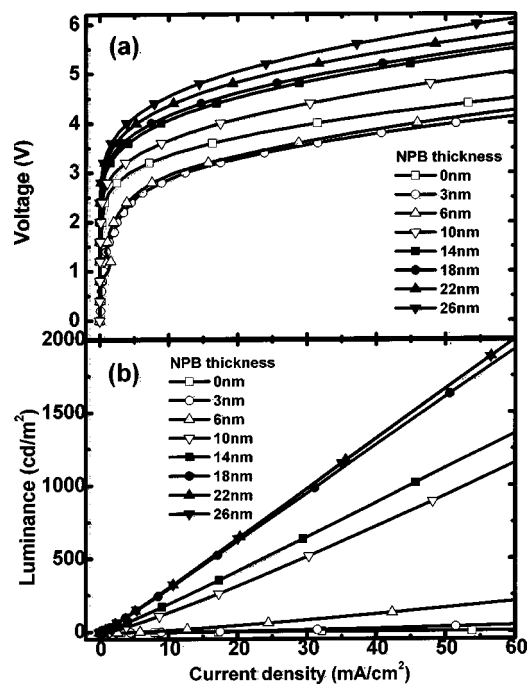 (a)
6
5
4
3
2
1
0
Voltage (V)
NPB thickness
0nm
3nm
6nm
10nm
14nm
18nm
22nm
26nm
(b)
2000
1500
1000
500
0
Luminance (cd/m²)
NPB thickness
0nm
3nm
6nm
10nm
14nm
18nm
22nm
26nm
0 10 20 30 40 50 60
Current density (mA/cm²)